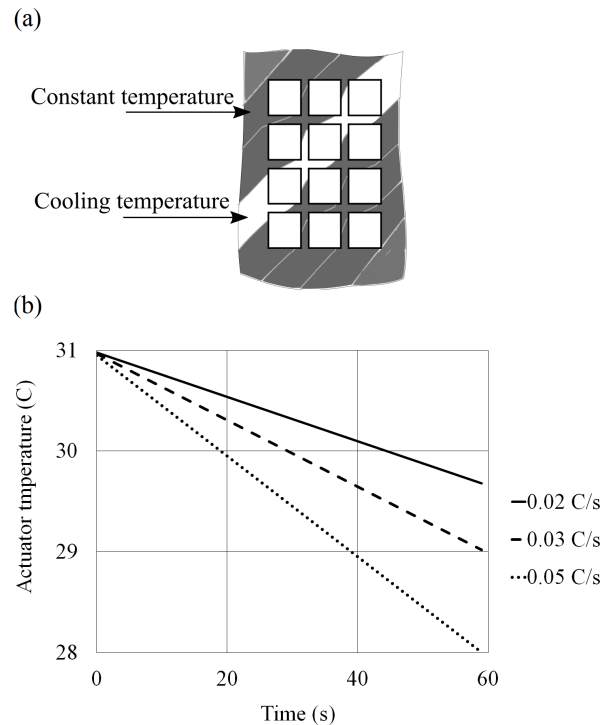 (a)
Constant temperature
Cooling temperature
(b)
Actuator tmperature (C)
31
30
29
28
0
20
40
60
Time (s)
0.02 C/s
0.03 C/s
0.05 C/s